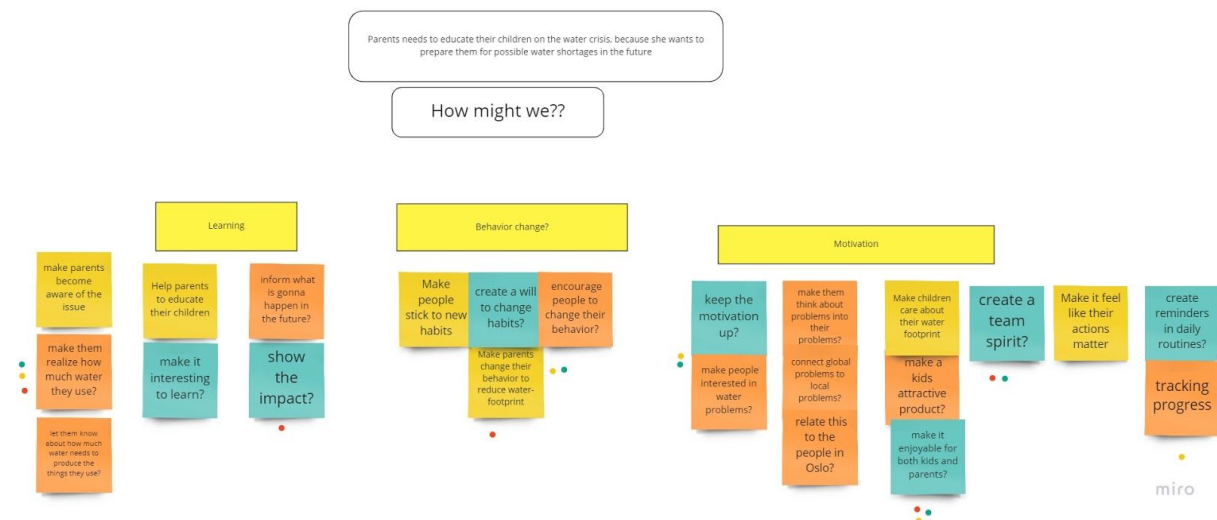 Parents needs to educate their children on the water crisis, because she wants to
prepare them for possible water shortages in the future
How might we??
Learning
make parents
become
aware of the
issue
Help parents
to educate
their children
inform what
is gonna
happen in
the future?
make them
realize how
much water
they use?
make it
interesting
to learn?
show
the
impact?
let them know
about how much
water needs to
produce the
things they use?
Behavior change?
Make
people
stick to new
habits
create a will
to change
habits?
encourage
people to
change their
behavior?
Make parents
change their
behavior to
reduce water-
footprint
Motivation
keep the
motivation
up?
make them
think about
problems into
their
problems?
Make children
care about
their water
footprint
create a
team
spirit?
Make it feel
like their
actions
matter
create
reminders
in daily
routines?
make people
interested in
water
problems?
connect global
problems to
local
problems?
make a
kids
attractive
product?
tracking
progress
relate this
to the
people in
Oslo?
make it
enjoyable for
both kids and
parents?
miro